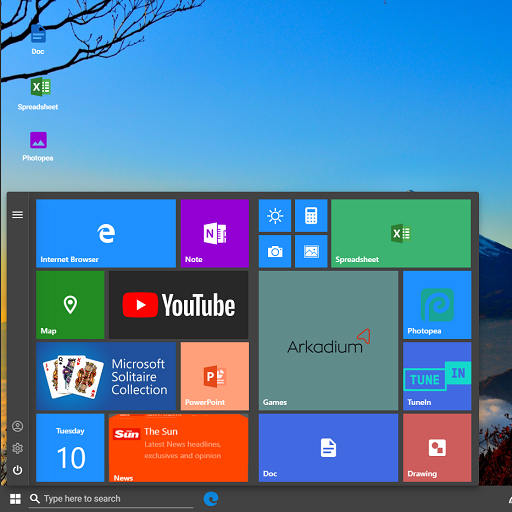 Doc
Spreadsheet
Photopea
Internet Browser
N
Note
X
Spreadsheet
Map
YouTube
Arkadium
Games
Photopea
Microsoft
Solitaire
Collection
P
PowerPoint
TUNE IN
TuneIn
Tuesday
10
Sun
The Sun
Latest News headlines,
exclusives and opinion
News
Doc
Drawing
Type here to search